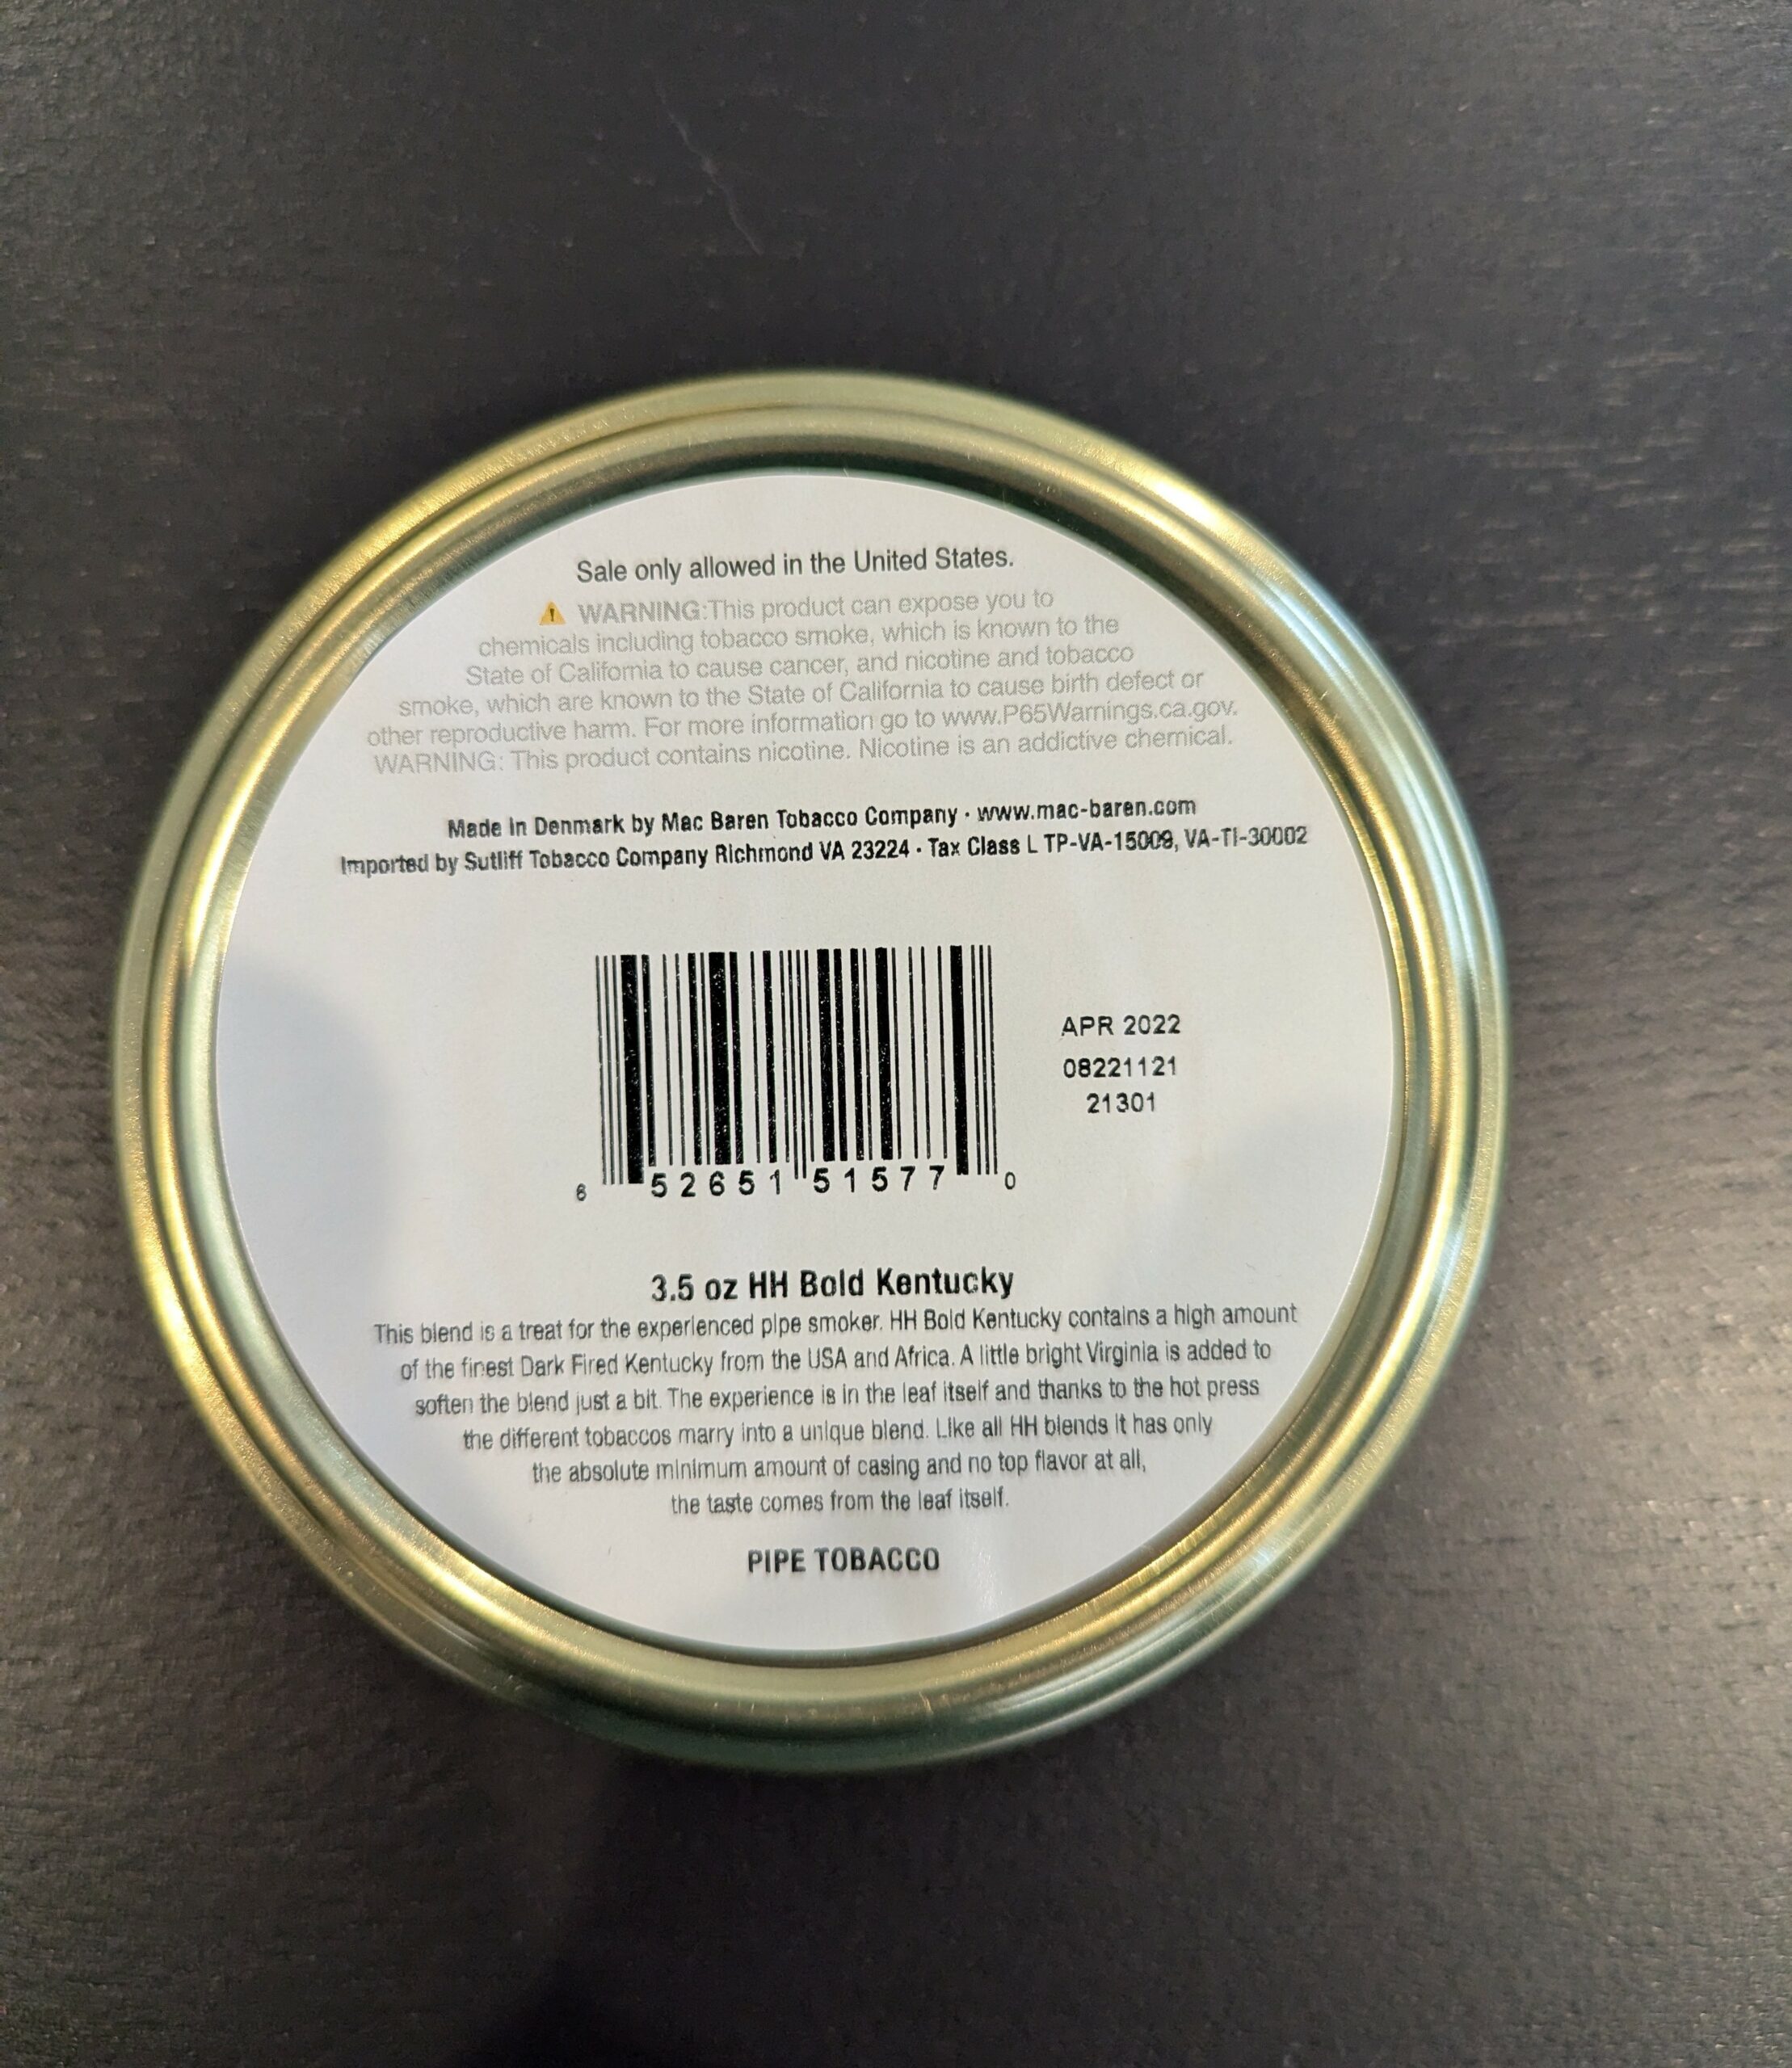 Sale only allowed in the United States.
⚠ WARNING:This product can expose you to
chemicals including tobacco smoke, which is known to the
State of California to cause cancer, and nicotine and tobacco
smoke, which are known to the State of California to cause birth defect or
other reproductive harm. For more information go to www.P65Warnings.ca.gov.
WARNING: This product contains nicotine. Nicotine is an addictive chemical.
Made in Denmark by Mac Baren Tobacco Company · www.mac-baren.com
Imported by Sutliff Tobacco Company Richmond VA 23224 · Tax Class L TP-VA-15009, VA-TI-30002
APR 2022
08221121
21301
6 52651 51577 0
3.5 oz HH Bold Kentucky
This blend is a treat for the experienced pipe smoker. HH Bold Kentucky contains a high amount
of the finest Dark Fired Kentucky from the USA and Africa. A little bright Virginia is added to
soften the blend just a bit. The experience is in the leaf itself and thanks to the hot press
the different tobaccos marry into a unique blend. Like all HH blends it has only
the absolute minimum amount of casing and no top flavor at all,
the taste comes from the leaf itself.
PIPE TOBACCO